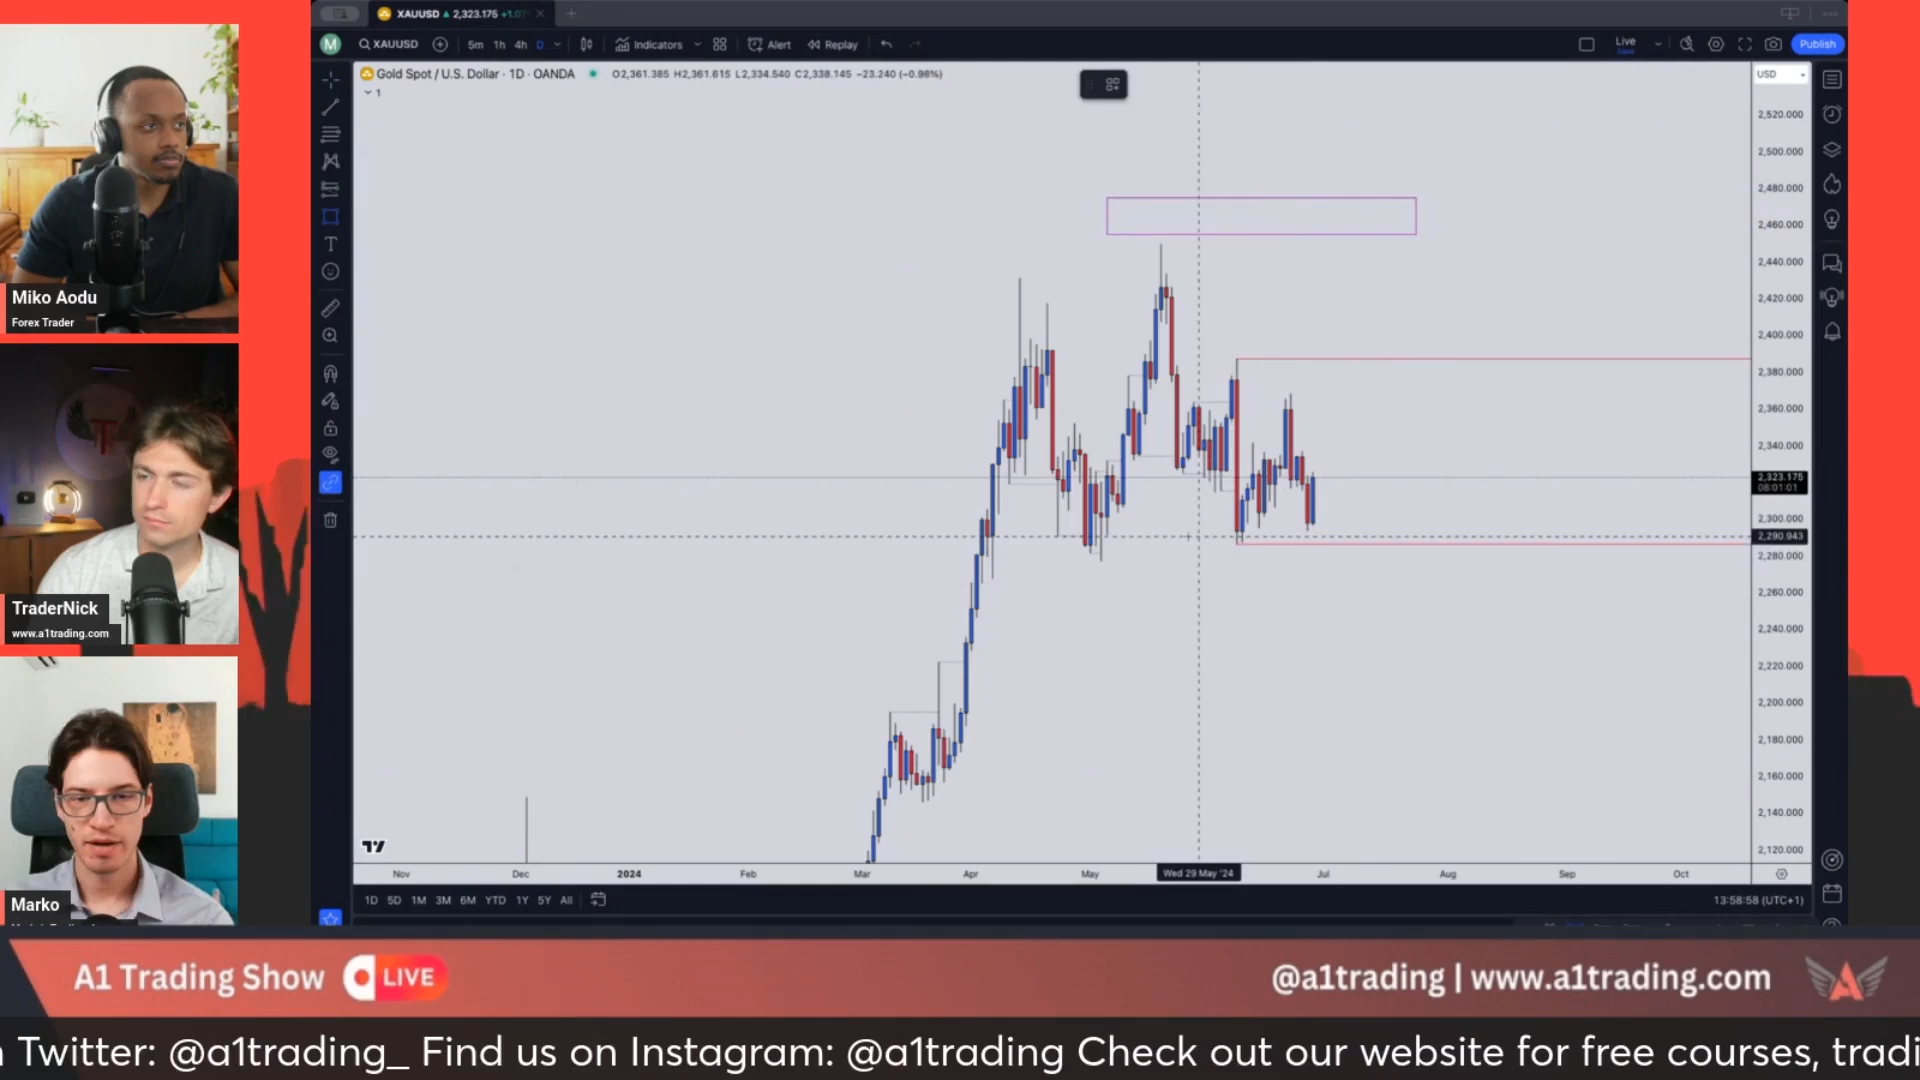 Miko Aodu
Forex Trader
TraderNick
www.a1trading.com
Marko
XAUUSD ▲ 2,323.175
M
XAUUSD
5m 1h 4h D
Indicators
Alert
Replay
Live
Save
Publish
Gold Spot / U.S. Dollar · 1D · OANDA
O2,361.385 H2,361.615 L2,334.540 C2,338.145 −23.240 (−0.98%)
1
USD
2,520.000
2,500.000
2,480.000
2,460.000
2,440.000
2,420.000
2,400.000
2,380.000
2,360.000
2,340.000
2,323.175
08:01:01
2,300.000
2,290.943
2,280.000
2,260.000
2,240.000
2,220.000
2,200.000
2,180.000
2,160.000
2,140.000
2,120.000
Nov Dec 2024 Feb Mar Apr May Wed 29 May '24 Jul Aug Sep Oct
1D 5D 1M 3M 6M YTD 1Y 5Y All
13:58:58 (UTC+1)
A1 Trading Show LIVE
@a1trading | www.a1trading.com
Twitter: @a1trading_ Find us on Instagram: @a1trading Check out our website for free courses,